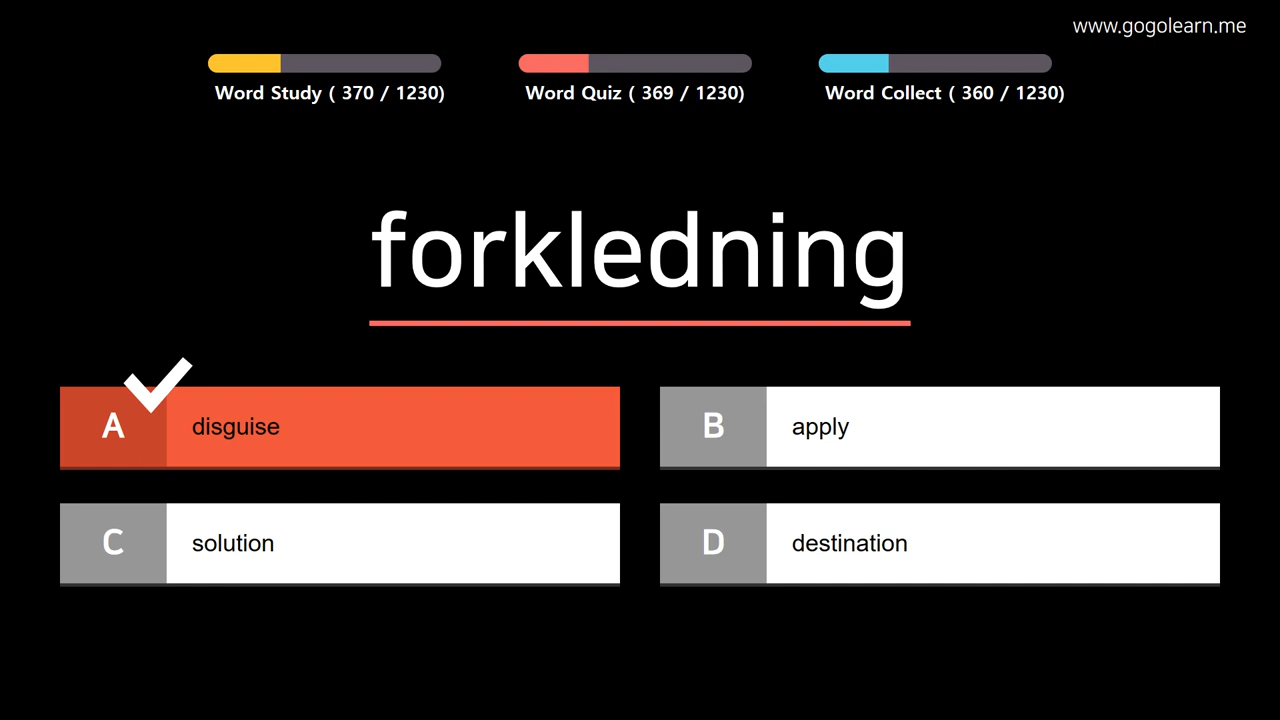 www.gogolearn.me
Word Study ( 370 / 1230)
Word Quiz ( 369 / 1230)
Word Collect ( 360 / 1230)
forkledning
A disguise
B apply
C solution
D destination